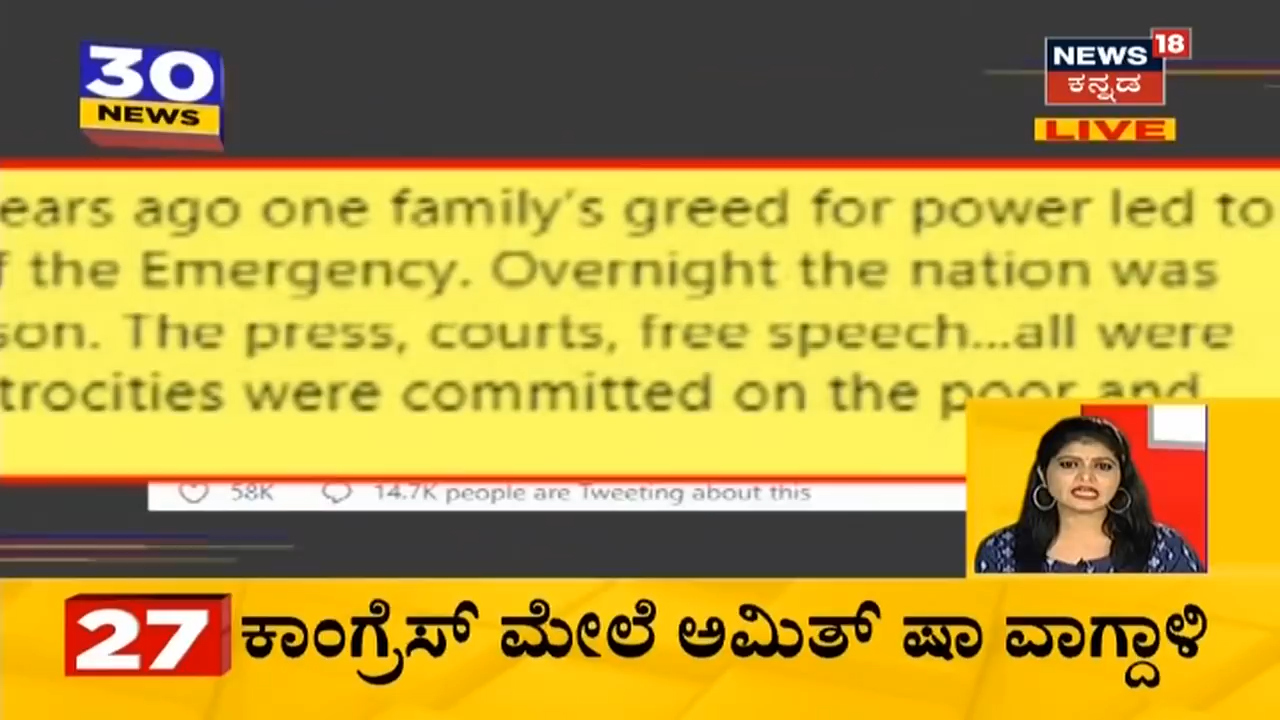 30
NEWS
NEWS 18
ಕನ್ನಡ
LIVE
ears ago one family's greed for power led to
the Emergency. Overnight the nation was
son. The press, courts, free speech...all were
trocities were committed on the poor and
58K 14.7K people are Tweeting about this
27 ಕಾಂಗ್ರೆಸ್ ಮೇಲೆ ಅಮಿತ್ ಷಾ ವಾಗ್ದಾಳಿ